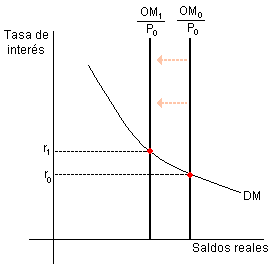 OM₁ OM₀
P₀ P₀
Tasa de
interés
r₁
r₀
DM
Saldos reales